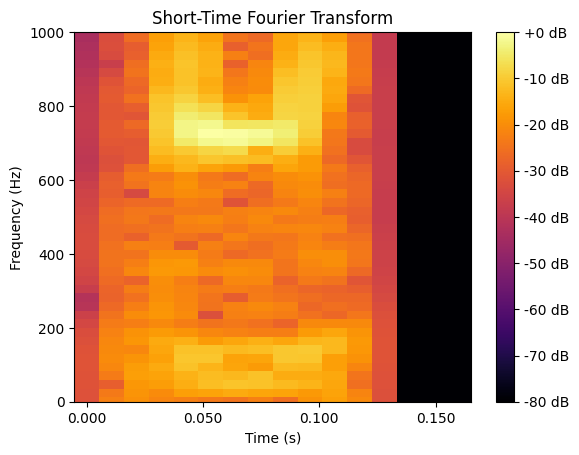 Short-Time Fourier Transform
1000
800
600
400
200
0
Frequency (Hz)
0.000
0.050
0.100
0.150
Time (s)
+0 dB
-10 dB
-20 dB
-30 dB
-40 dB
-50 dB
-60 dB
-70 dB
-80 dB